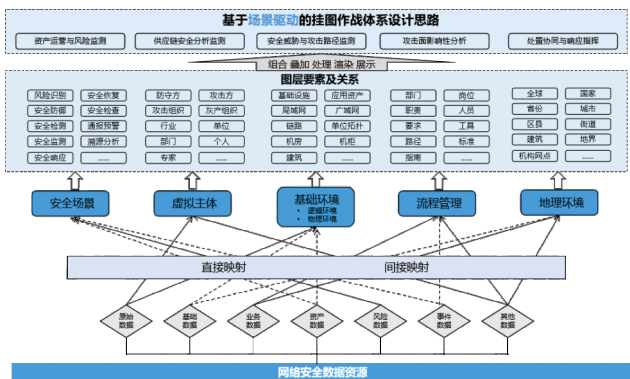 基于场景驱动的挂图作战体系设计思路
资产运营与风险监测 供应链安全分析监测 安全威胁与攻击路径监测 攻击面影响性分析 处置协同与响应指挥
组合 叠加 处理 渲染 展示
图层要素及关系
风险识别 安全恢复 防守方 攻击方 基础设施 应用资产 部门 岗位 全球 国家
安全防御 安全检查 攻击组织 灰产组织 局域网 广域网 职责 人员 省份 城市
安全检测 通报预警 行业 单位 链路 单位拓扑 要求 工具 区县 街道
安全监测 溯源分析 部门 个人 机房 机柜 路径 标准 建筑 地界
安全响应 ...... 专家 ...... 建筑 ...... 指南 ...... 机构网点 ......
安全场景 虚拟主体 基础环境 流程管理 地理环境
• 逻辑环境
• 物理环境
直接映射 间接映射
原始数据 基础数据 业务数据 资产数据 风险数据 事件数据 其他数据
网络安全数据资源